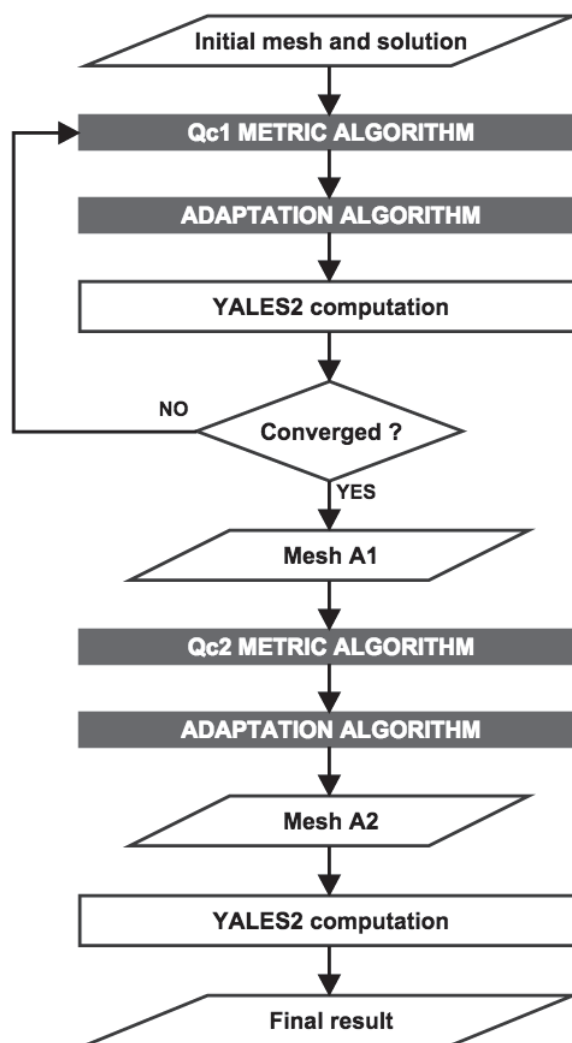 Initial mesh and solution
Qc1 METRIC ALGORITHM
ADAPTATION ALGORITHM
YALES2 computation
NO
Converged ?
YES
Mesh A1
Qc2 METRIC ALGORITHM
ADAPTATION ALGORITHM
Mesh A2
YALES2 computation
Final result